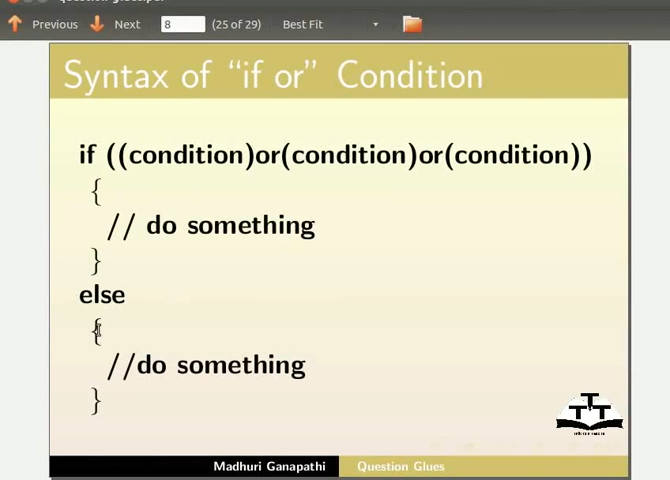 Previous Next 8 (25 of 29) Best Fit
Syntax of “if or” Condition
if ((condition)or(condition)or(condition))
{
// do something
}
else
{
//do something
}
TTT
Madhuri Ganapathi Question Glues